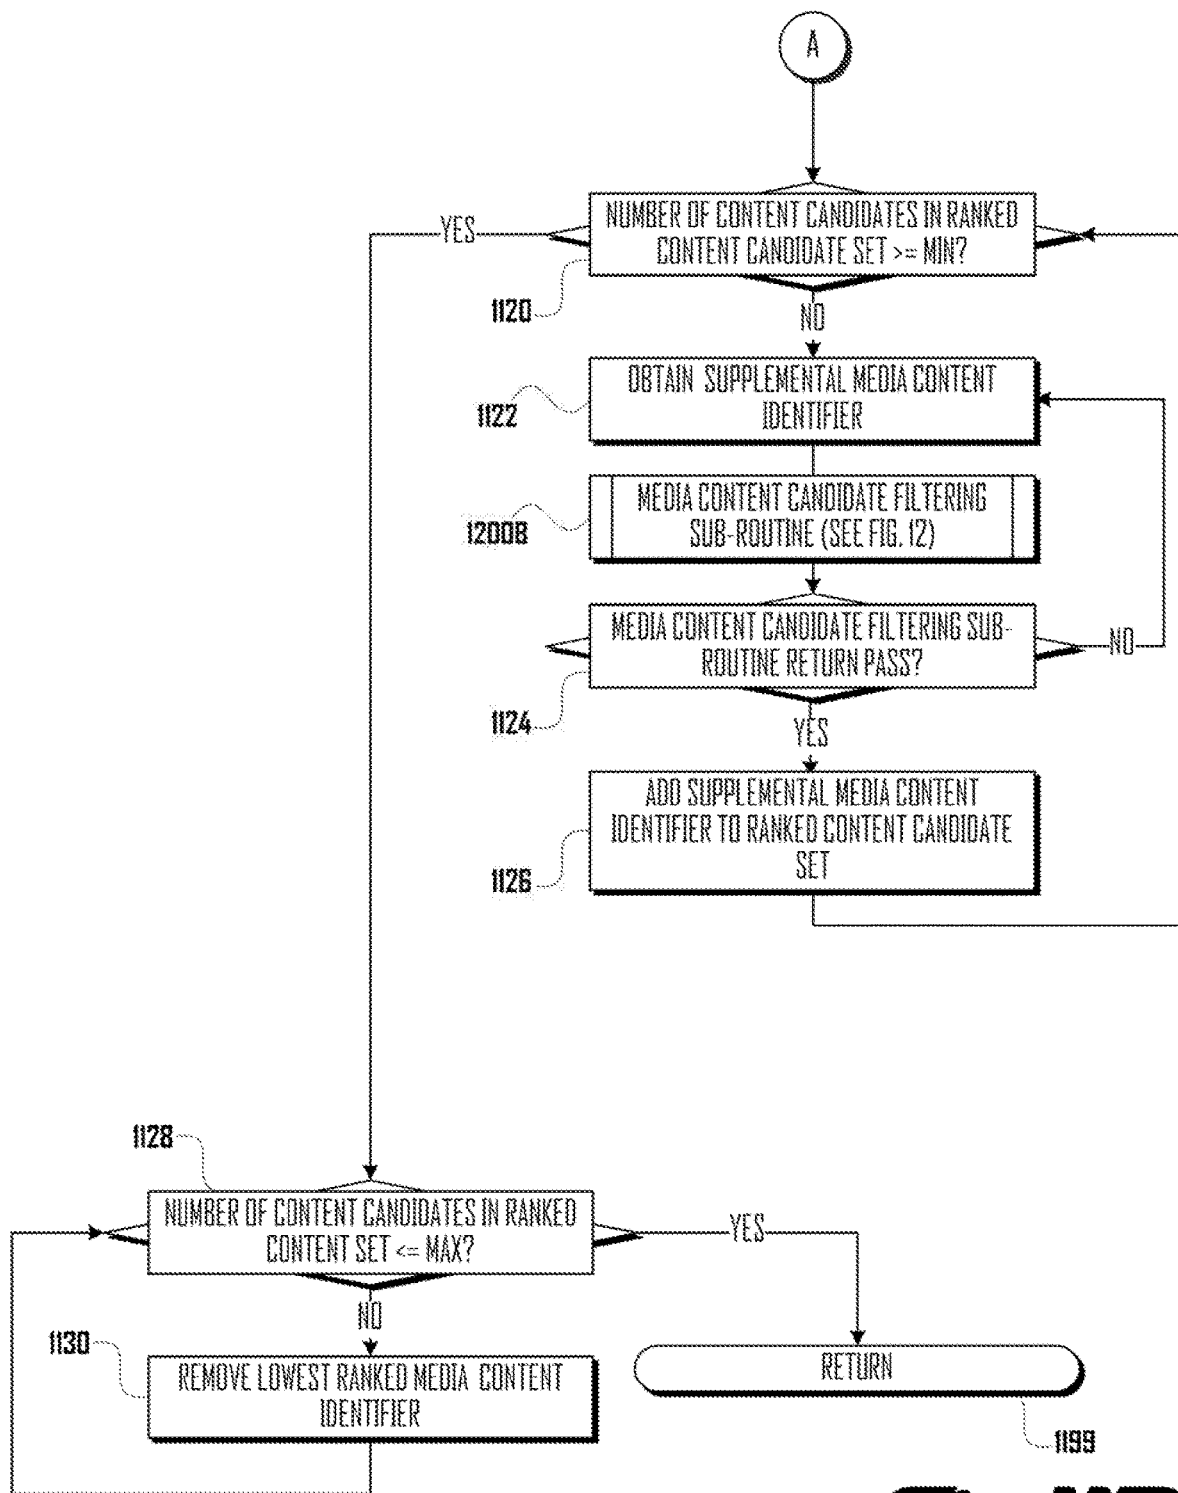 A
NUMBER OF CONTENT CANDIDATES IN RANKED
CONTENT CANDIDATE SET >= MIN?
YES
1120
NO
OBTAIN SUPPLEMENTAL MEDIA CONTENT
IDENTIFIER
1122
MEDIA CONTENT CANDIDATE FILTERING
SUB-ROUTINE (SEE FIG. 12)
1200B
MEDIA CONTENT CANDIDATE FILTERING SUB-
ROUTINE RETURN PASS?
NO
1124
YES
ADD SUPPLEMENTAL MEDIA CONTENT
IDENTIFIER TO RANKED CONTENT CANDIDATE
SET
1126
1128
NUMBER OF CONTENT CANDIDATES IN RANKED
CONTENT SET <= MAX?
YES
NO
1130
REMOVE LOWEST RANKED MEDIA CONTENT
IDENTIFIER
RETURN
1199